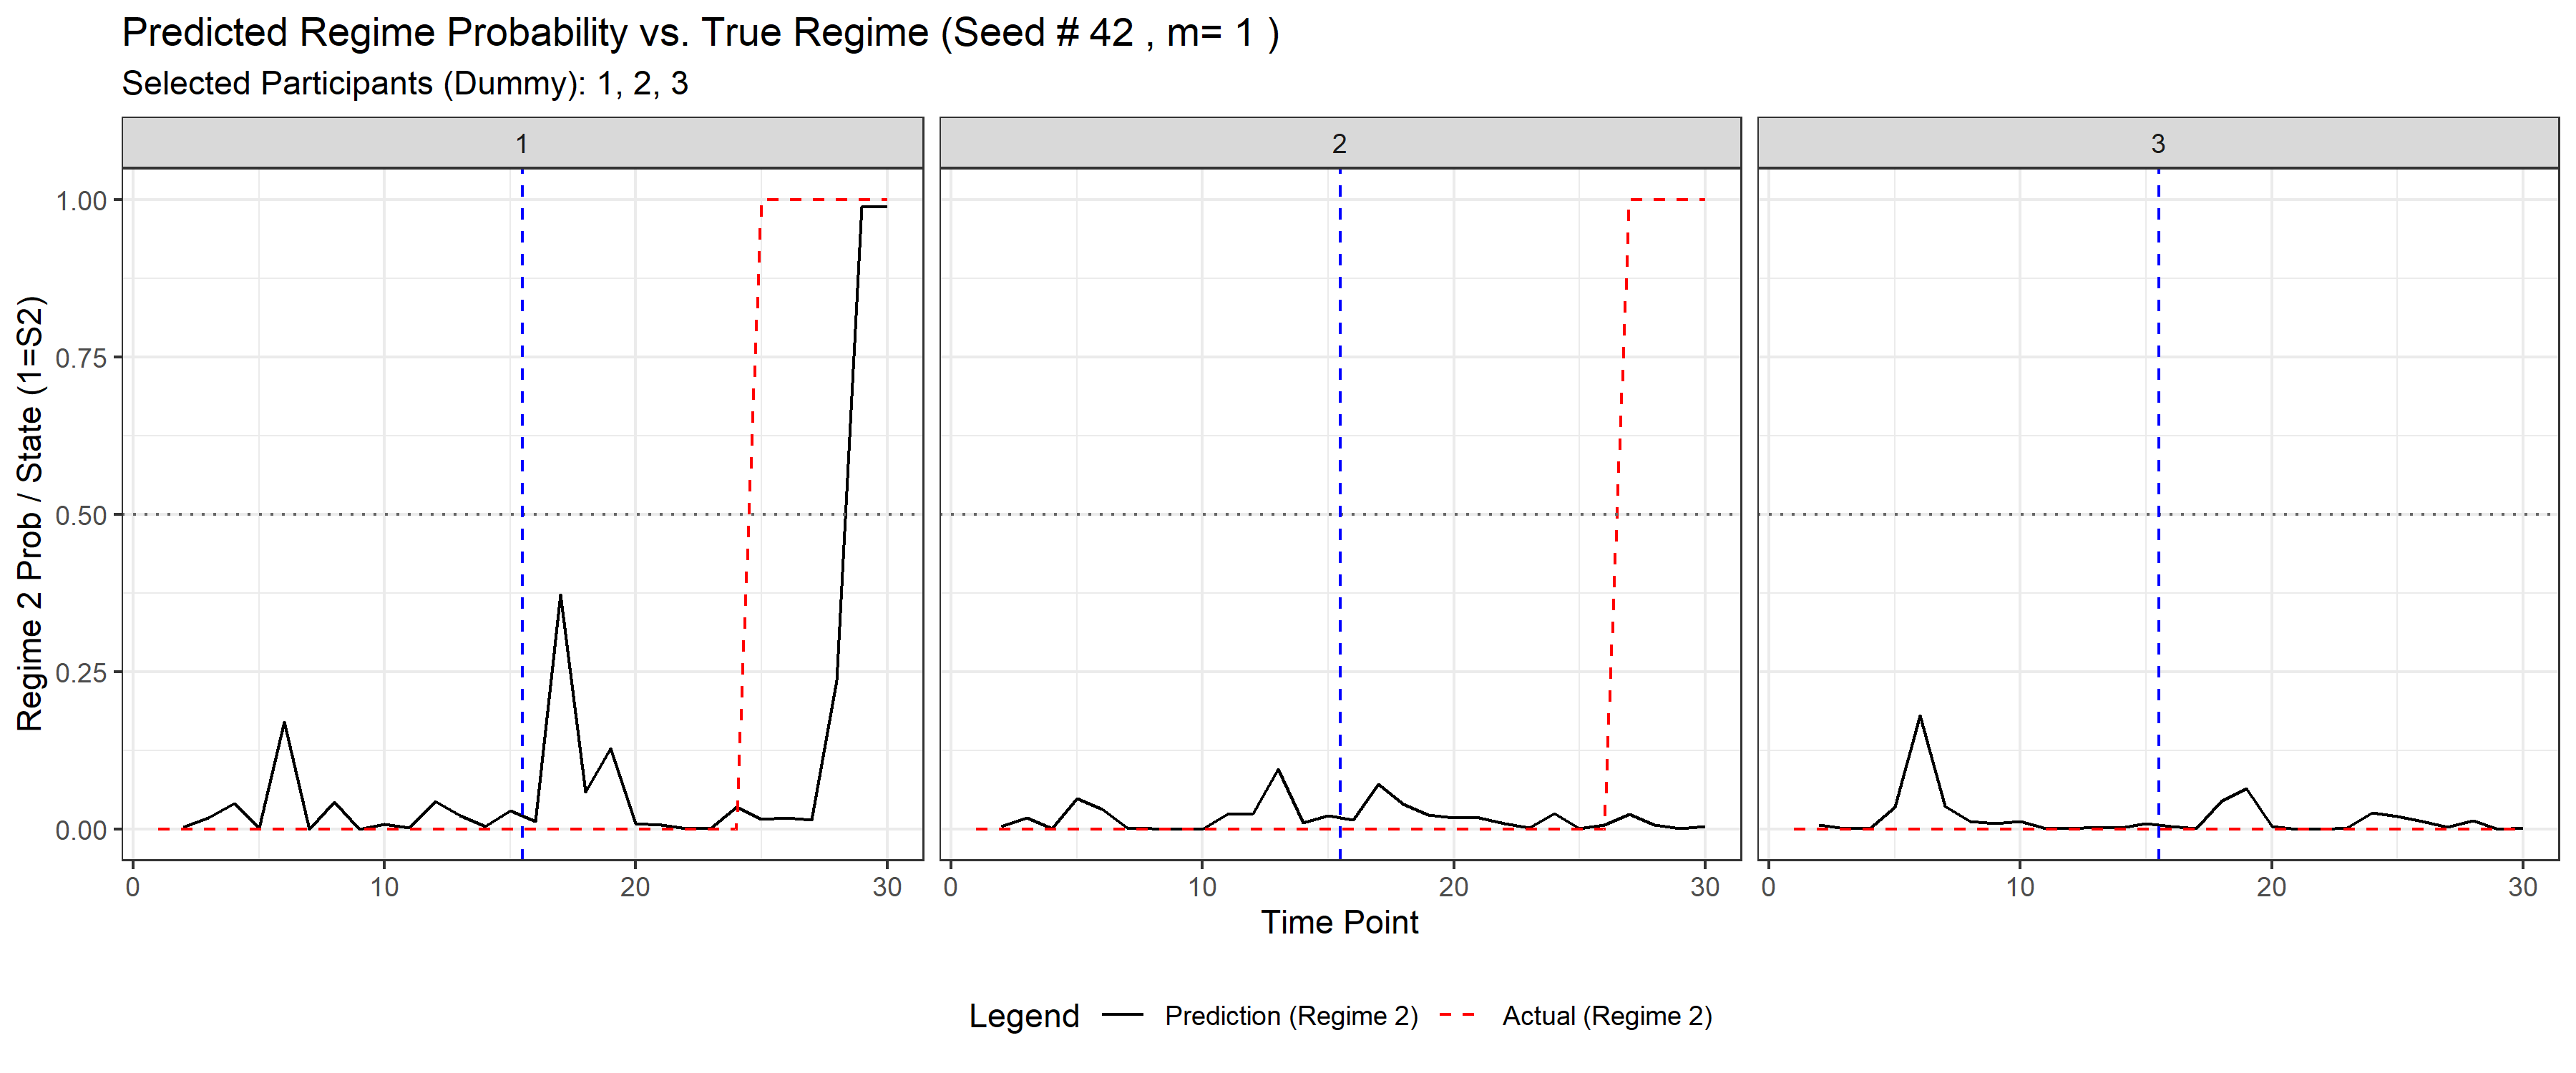 Predicted Regime Probability vs. True Regime (Seed # 42 , m= 1 )
Selected Participants (Dummy): 1, 2, 3
1 2 3
Regime 2 Prob / State (1=S2)
1.00
0.75
0.50
0.25
0.00
0 10 20 30 0 10 20 30 0 10 20 30
Time Point
Legend Prediction (Regime 2) Actual (Regime 2)